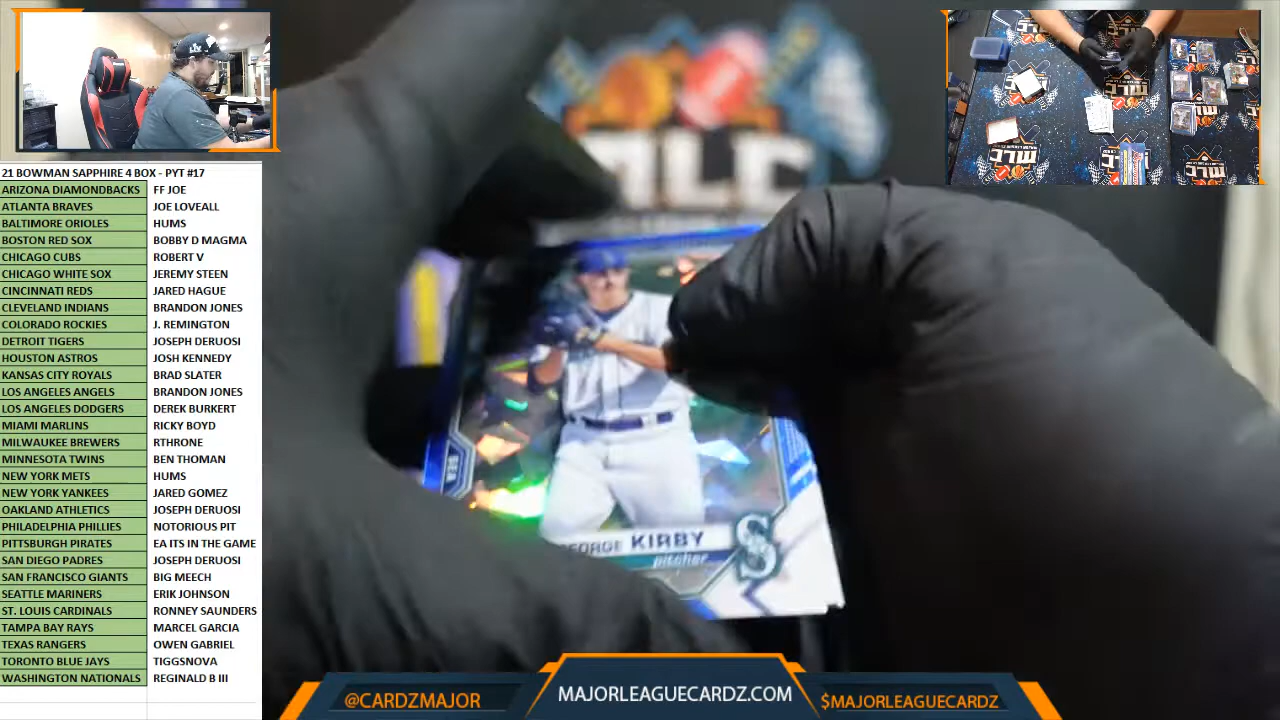 21 BOWMAN SAPPHIRE 4 BOX - PYT #17
ARIZONA DIAMONDBACKS FF JOE
ATLANTA BRAVES JOE LOVEALL
BALTIMORE ORIOLES HUMS
BOSTON RED SOX BOBBY D MAGMA
CHICAGO CUBS ROBERT V
CHICAGO WHITE SOX JEREMY STEEN
CINCINNATI REDS JARED HAGUE
CLEVELAND INDIANS BRANDON JONES
COLORADO ROCKIES J. REMINGTON
DETROIT TIGERS JOSEPH DERUOSI
HOUSTON ASTROS JOSH KENNEDY
KANSAS CITY ROYALS BRAD SLATER
LOS ANGELES ANGELS BRANDON JONES
LOS ANGELES DODGERS DEREK BURKERT
MIAMI MARLINS RICKY BOYD
MILWAUKEE BREWERS RTHRONE
MINNESOTA TWINS BEN THOMAN
NEW YORK METS HUMS
NEW YORK YANKEES JARED GOMEZ
OAKLAND ATHLETICS JOSEPH DERUOSI
PHILADELPHIA PHILLIES NOTORIOUS PIT
PITTSBURGH PIRATES EA ITS IN THE GAME
SAN DIEGO PADRES JOSEPH DERUOSI
SAN FRANCISCO GIANTS BIG MEECH
SEATTLE MARINERS ERIK JOHNSON
ST. LOUIS CARDINALS RONNEY SAUNDERS
TAMPA BAY RAYS MARCEL GARCIA
TEXAS RANGERS OWEN GABRIEL
TORONTO BLUE JAYS TIGGSNOVA
WASHINGTON NATIONALS REGINALD B III
MLC
GEORGE KIRBY
pitcher
S
@CARDZMAJOR
MAJORLEAGUECARDZ.COM
$MAJORLEAGUECARDZ
MLC
MLC
MLC
MLC